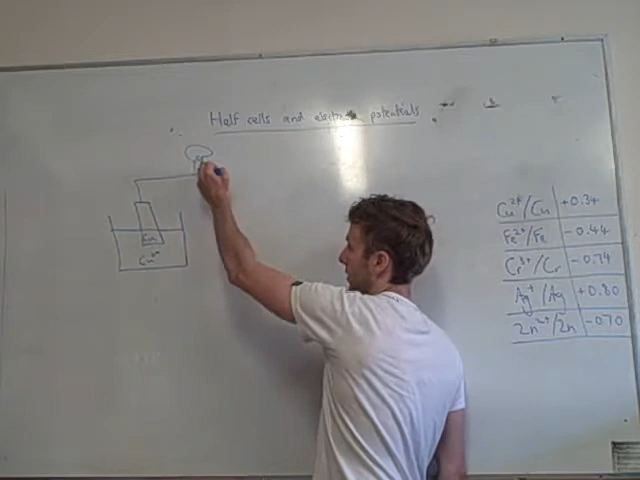 Half cells and electrode potentials
Cu
Cu²⁺
Cu²⁺/Cu +0.34
Fe²⁺/Fe -0.44
Cr³⁺/Cr -0.74
Ag⁺/Ag +0.80
Zn²⁺/Zn -0.70